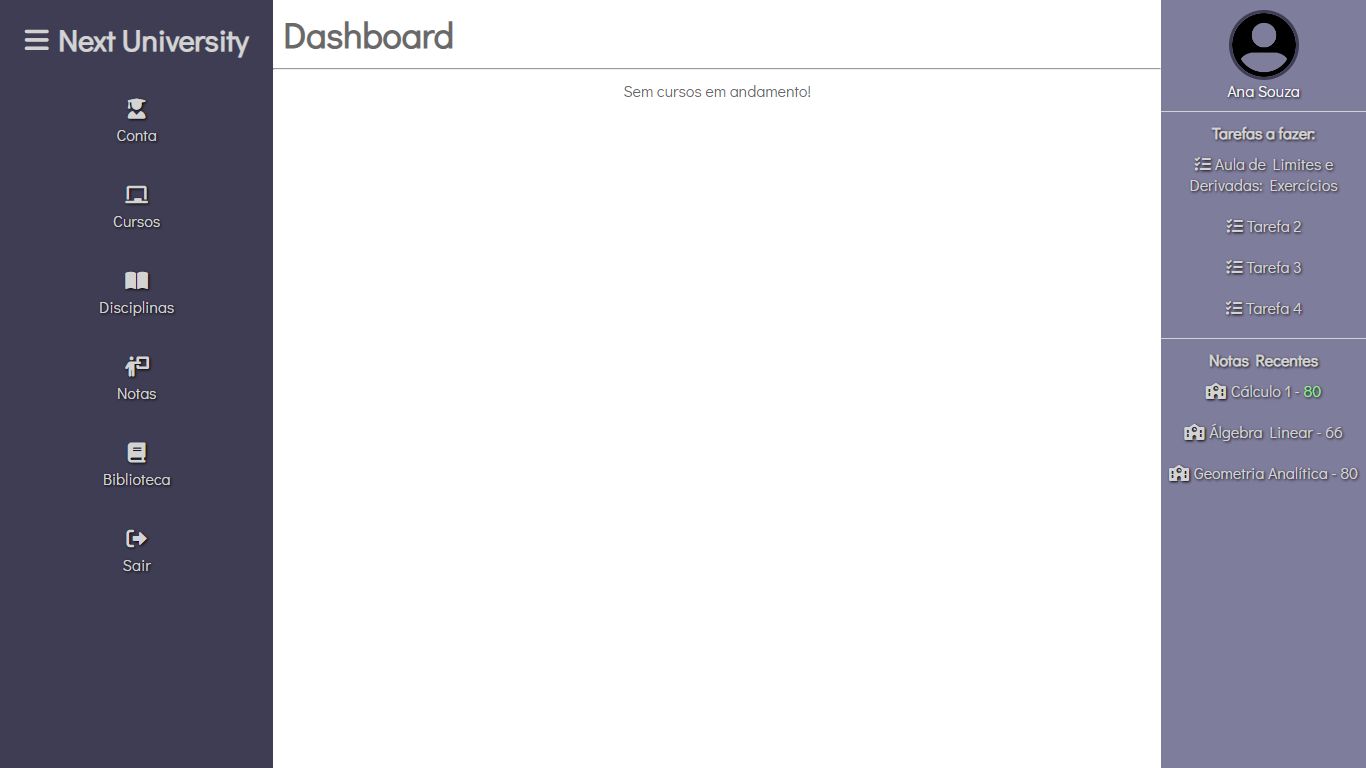 Next University
Conta
Cursos
Disciplinas
Notas
Biblioteca
Sair
Dashboard
Sem cursos em andamento!
Ana Souza
Tarefas a fazer:
Aula de Limites e
Derivadas: Exercícios
Tarefa 2
Tarefa 3
Tarefa 4
Notas Recentes
Cálculo 1 - 80
Álgebra Linear - 66
Geometria Analítica - 80